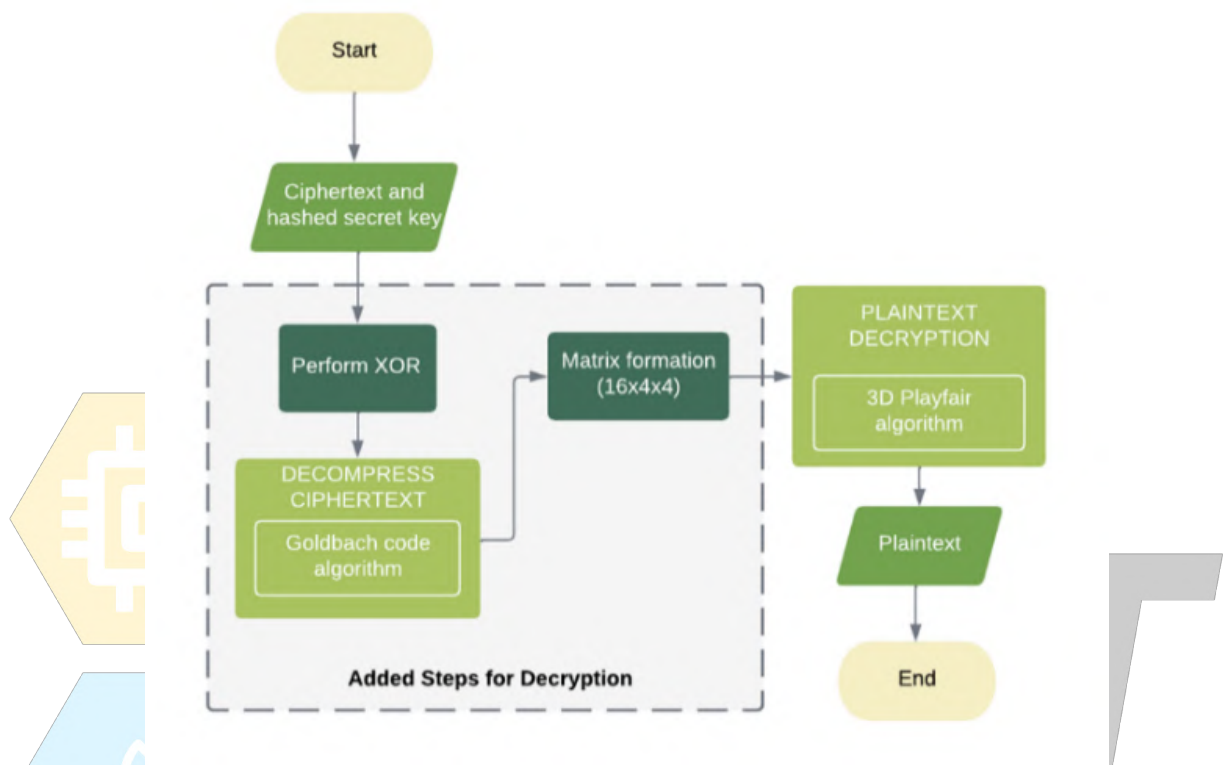 Start
Ciphertext and
hashed secret key
Perform XOR
DECOMPRESS
CIPHERTEXT
Goldbach code
algorithm
Matrix formation
(16x4x4)
Added Steps for Decryption
PLAINTEXT
DECRYPTION
3D Playfair
algorithm
Plaintext
End